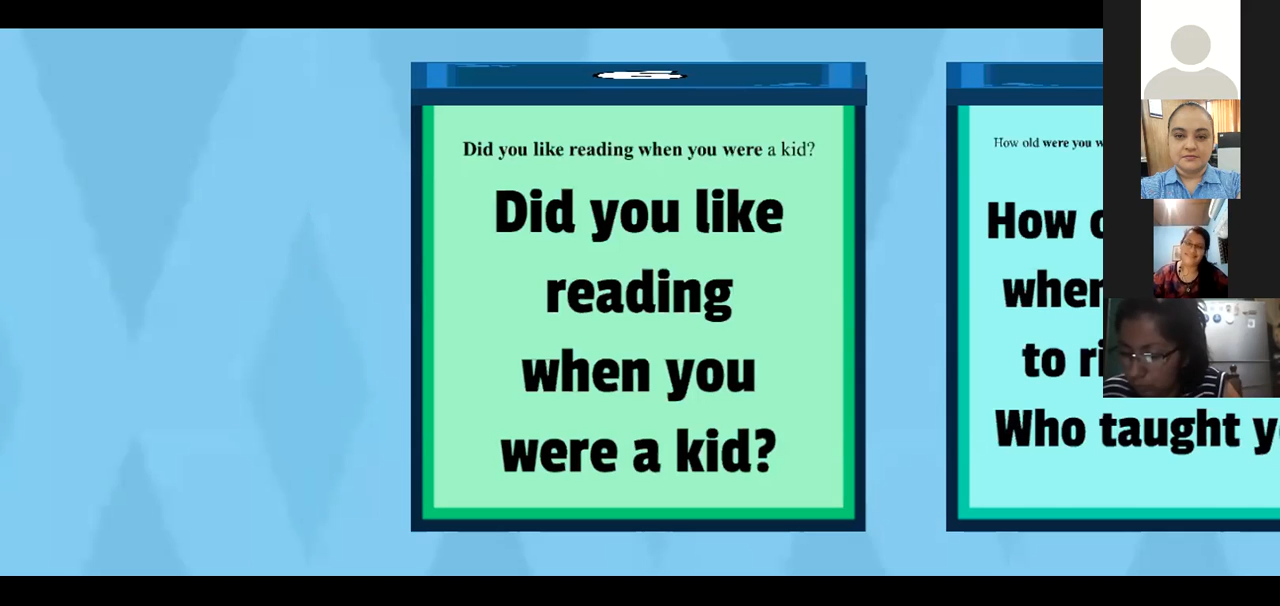 Did you like reading when you were a kid?
Did you like
reading
when you
were a kid?
How old were you
How
when
to
Who taught